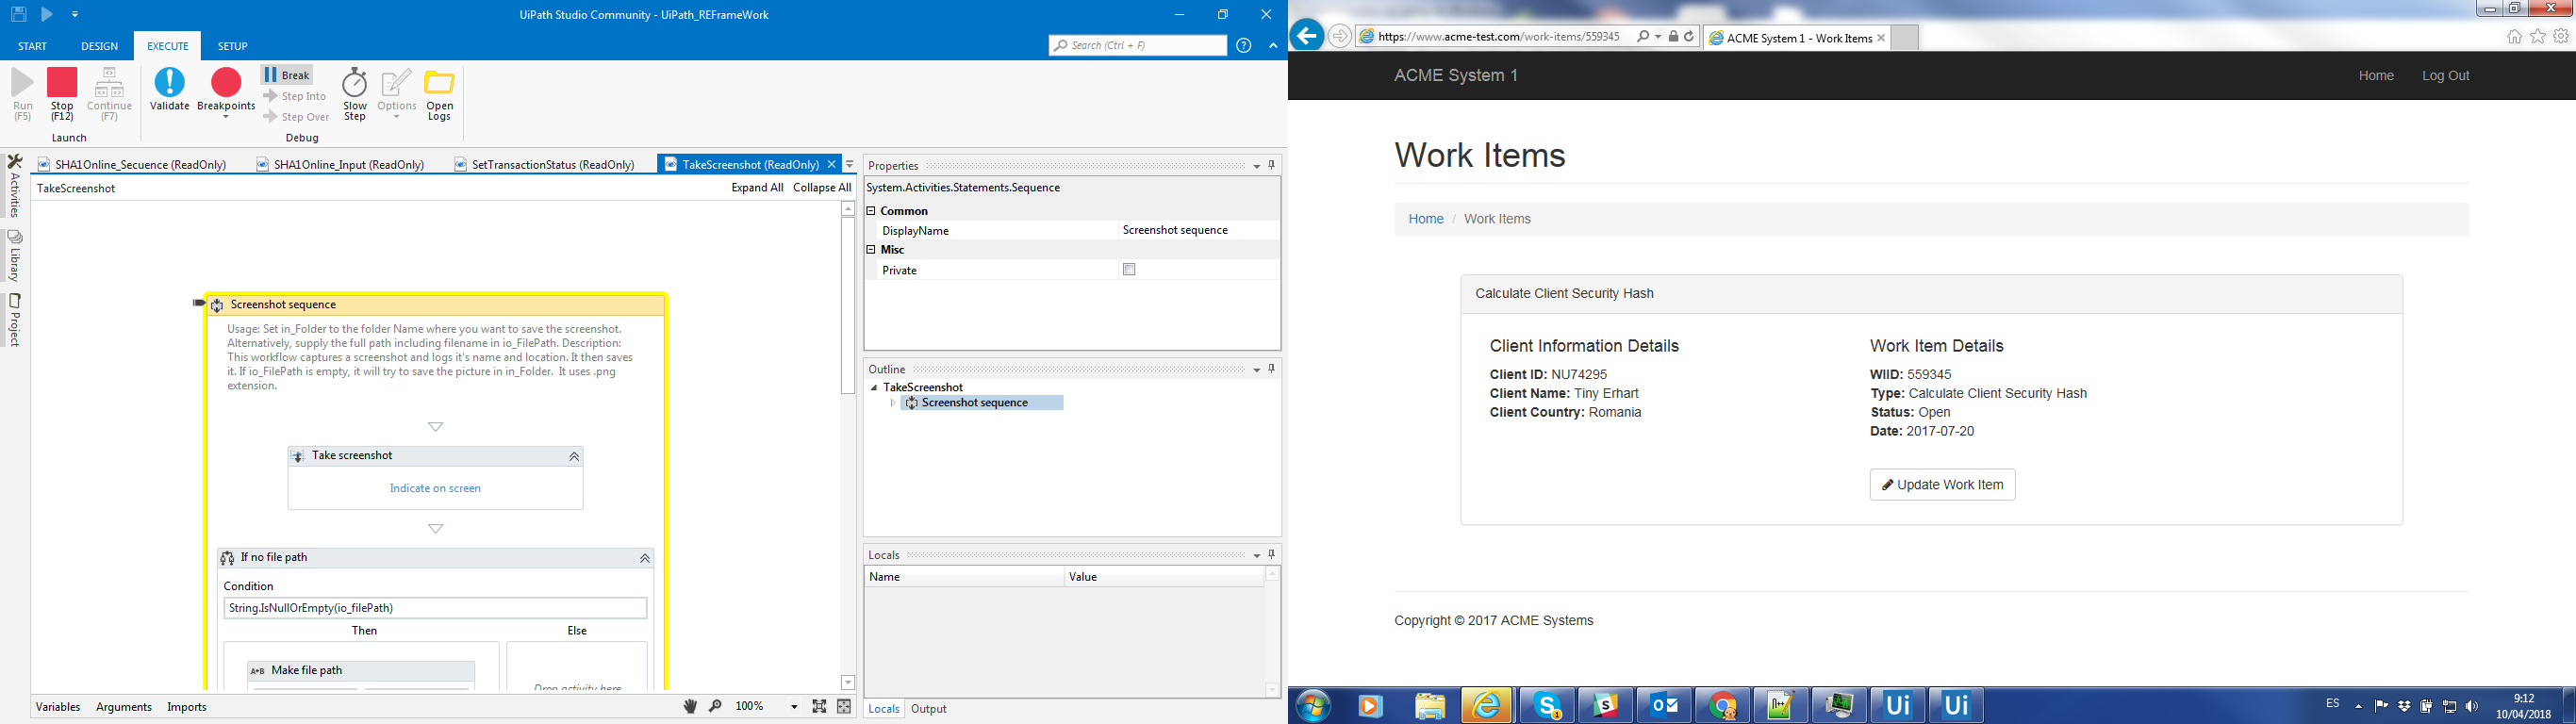 UiPath Studio Community - UiPath_REFrameWork
START DESIGN EXECUTE SETUP
Search (Ctrl + F)
Run (F5)
Stop (F12)
Continue (F7)
Launch
Validate
Breakpoints
Break
Step Into
Step Over
Slow Step
Options
Open Logs
Debug
SHA1Online_Secuence (ReadOnly)
SHA1Online_Input (ReadOnly)
SetTransactionStatus (ReadOnly)
TakeScreenshot (ReadOnly)
Activities
Library
Project
TakeScreenshot
Expand All Collapse All
Screenshot sequence
Usage: Set in_Folder to the folder Name where you want to save the screenshot.
Alternatively, supply the full path including filename in io_FilePath. Description:
This workflow captures a screenshot and logs it's name and location. It then saves
it. If io_FilePath is empty, it will try to save the picture in in_Folder. It uses .png
extension.
Take screenshot
Indicate on screen
If no file path
Condition
String.IsNullOrEmpty(io_filePath)
Then Else
A+B Make file path
Drop activity here
Variables Arguments Imports
100%
Properties
System.Activities.Statements.Sequence
Common
DisplayName Screenshot sequence
Misc
Private
Outline
TakeScreenshot
Screenshot sequence
Locals
Name Value
Locals Output
https://www.acme-test.com/work-items/559345
ACME System 1 - Work Items
ACME System 1
Home Log Out
Work Items
Home / Work Items
Calculate Client Security Hash
Client Information Details
Client ID: NU74295
Client Name: Tiny Erhart
Client Country: Romania
Work Item Details
WIID: 559345
Type: Calculate Client Security Hash
Status: Open
Date: 2017-07-20
Update Work Item
Copyright © 2017 ACME Systems
Ui Ui
ES
9:12
10/04/2018